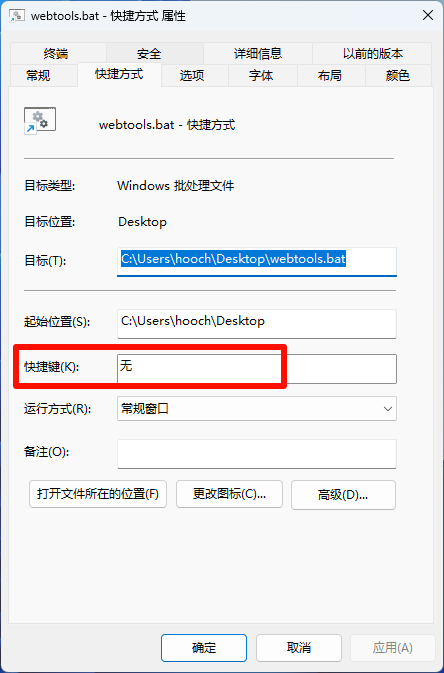 webtools.bat - 快捷方式 属性
终端 安全 详细信息 以前的版本
常规 快捷方式 选项 字体 布局 颜色
webtools.bat - 快捷方式
目标类型: Windows 批处理文件
目标位置: Desktop
目标(T): C:\Users\hooch\Desktop\webtools.bat
起始位置(S): C:\Users\hooch\Desktop
快捷键(K): 无
运行方式(R): 常规窗口
备注(O):
打开文件所在的位置(F) 更改图标(C)... 高级(D)...
确定 取消 应用(A)